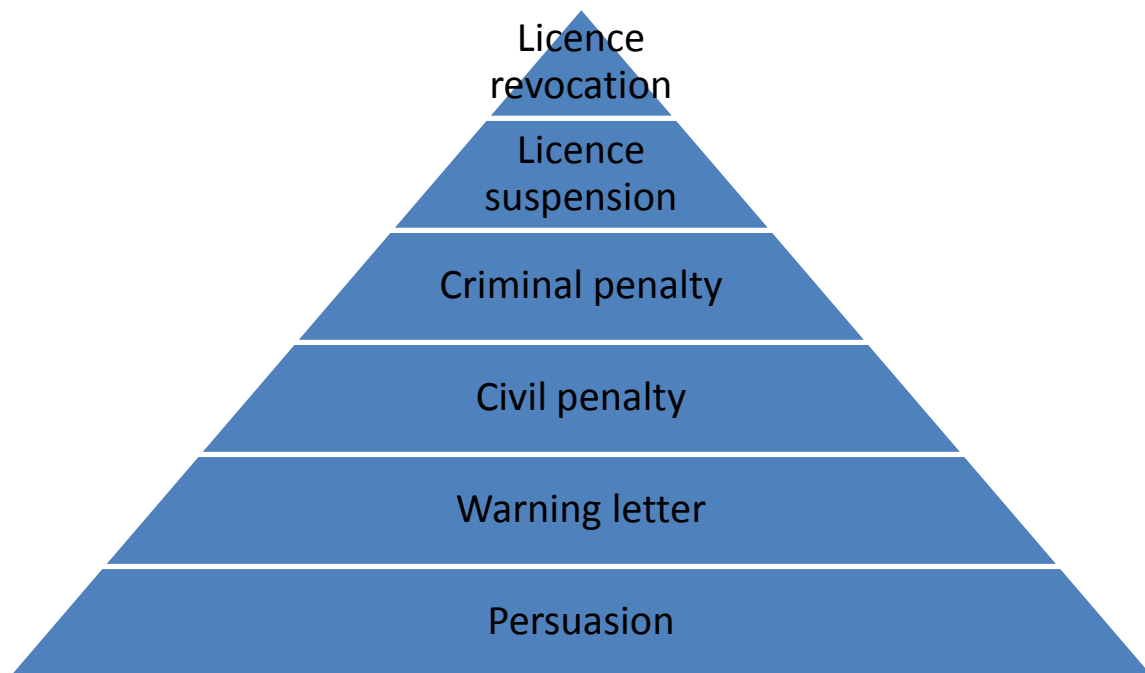 Licence
revocation
Licence
suspension
Criminal penalty
Civil penalty
Warning letter
Persuasion